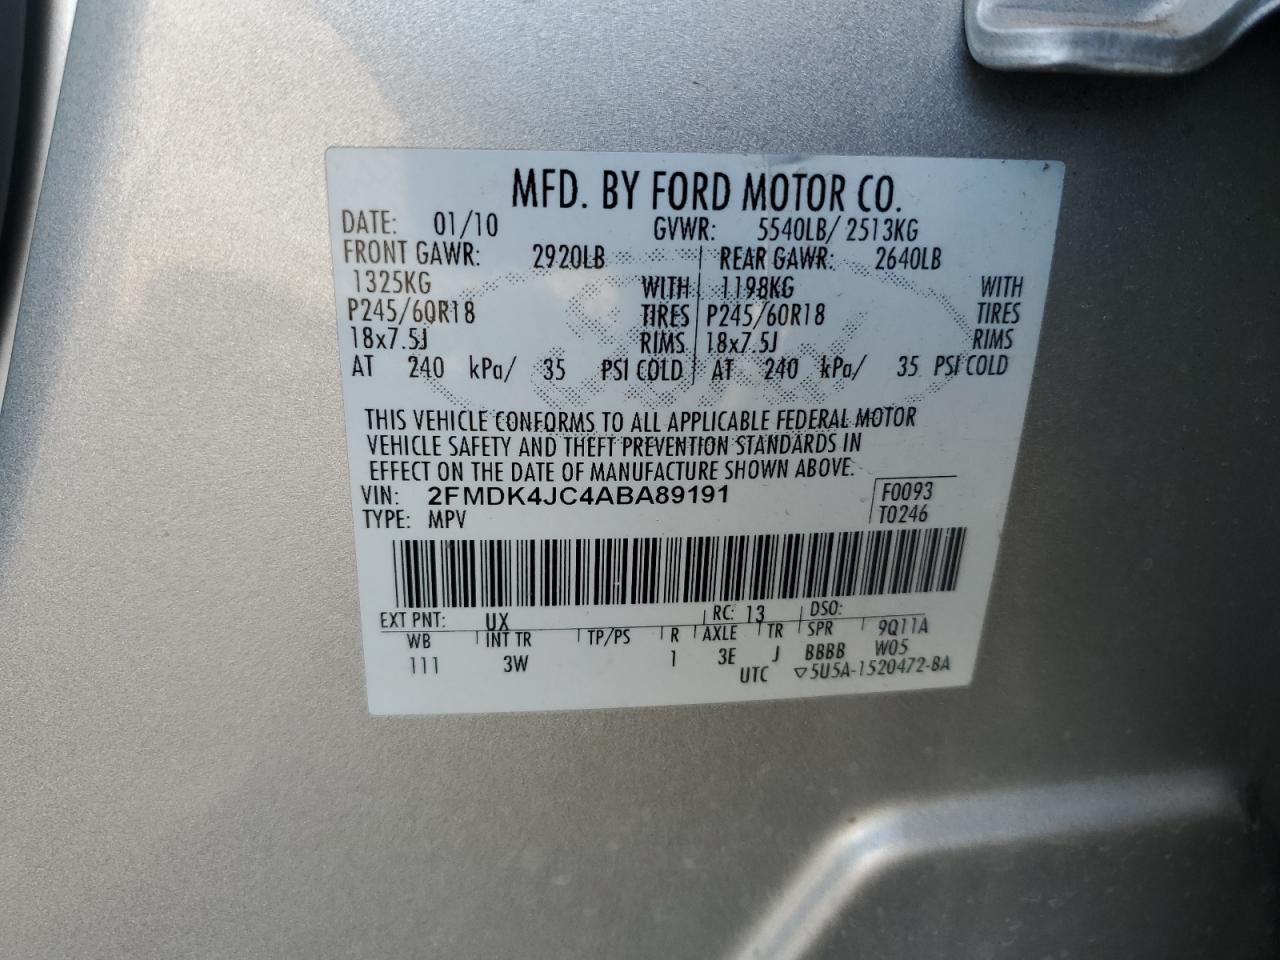 MFD. BY FORD MOTOR CO.
DATE: 01/10 GVWR: 5540LB/ 2513KG
FRONT GAWR: 2920LB REAR GAWR: 2640LB
1325KG WITH 1198KG WITH
P245/60R18 TIRES P245/60R18 TIRES
18x7.5J RIMS 18x7.5J RIMS
AT 240 kPa/ 35 PSI COLD AT 240 kPa/ 35 PSI COLD
THIS VEHICLE CONFORMS TO ALL APPLICABLE FEDERAL MOTOR
VEHICLE SAFETY AND THEFT PREVENTION STANDARDS IN
EFFECT ON THE DATE OF MANUFACTURE SHOWN ABOVE.
VIN: 2FMDK4JC4ABA89191 F0093
TYPE: MPV T0246
EXT PNT: UX RC: 13 DSO:
WB INT TR TP/PS R AXLE TR SPR 9Q11A
111 3W 1 3E J BBBB W05
UTC ▽5U5A-1520472-BA